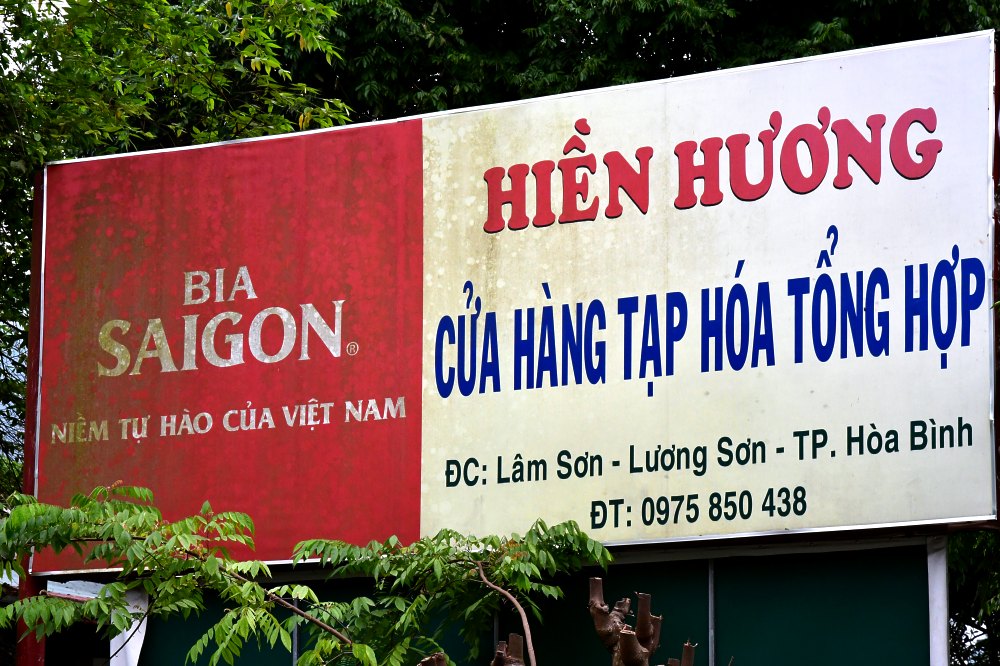 BIA
SAIGON®
NIỀM TỰ HÀO CỦA VIỆT NAM
HIỀN HƯƠNG
CỬA HÀNG TẠP HÓA TỔNG HỢP
ĐC: Lâm Sơn - Lương Sơn - TP. Hòa Bình
ĐT: 0975 850 438